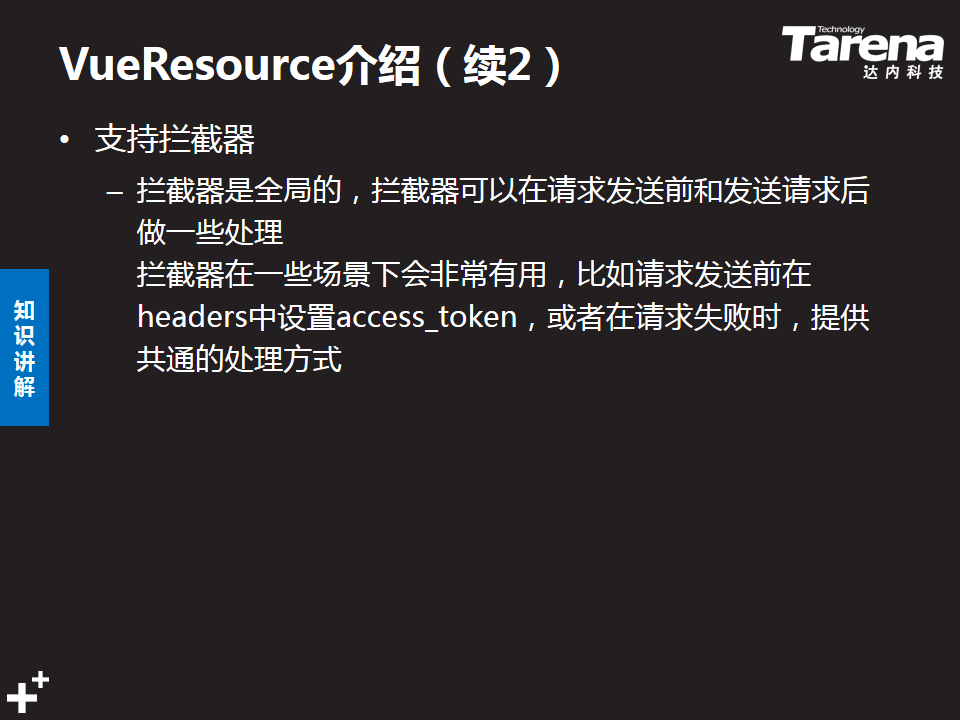 VueResource介绍（续2）
Technology
Tarena
达内科技
• 支持拦截器
– 拦截器是全局的，拦截器可以在请求发送前和发送请求后
做一些处理
拦截器在一些场景下会非常有用，比如请求发送前在
headers中设置access_token，或者在请求失败时，提供
共通的处理方式
知
识
讲
解